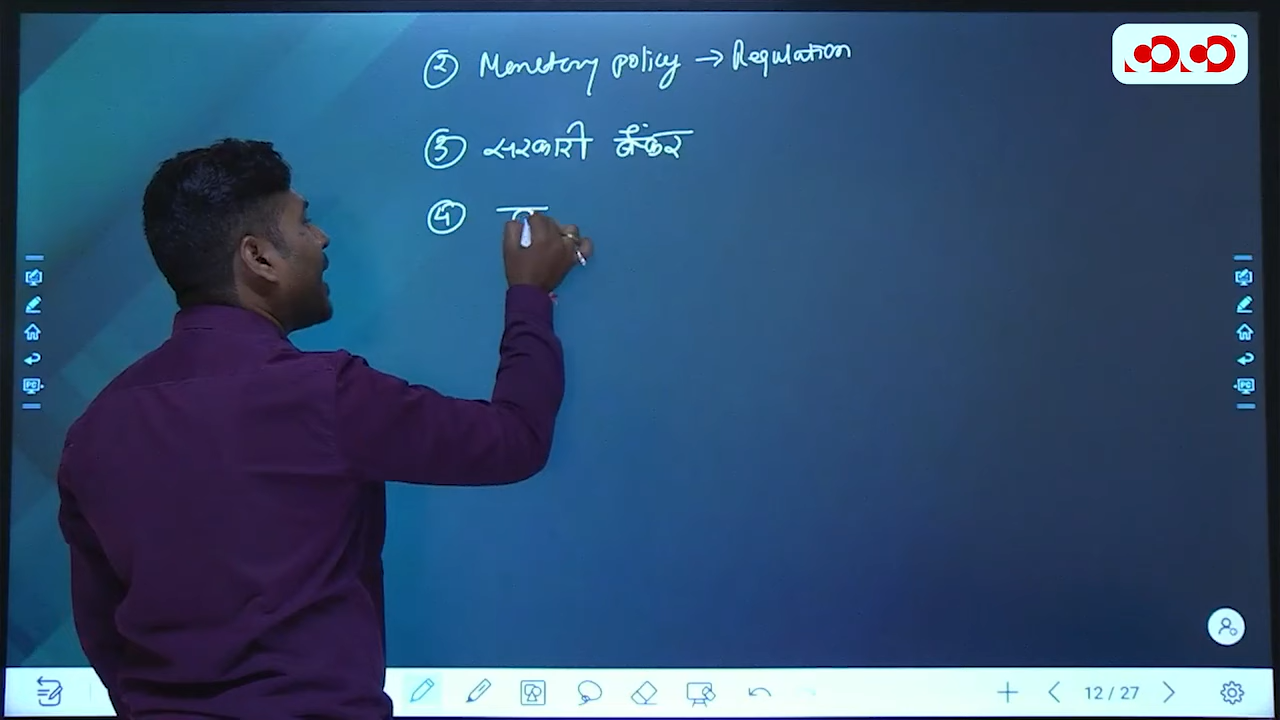 ② Monetary policy → Regulation
③ सरकारी बैंकर
④
12 / 27